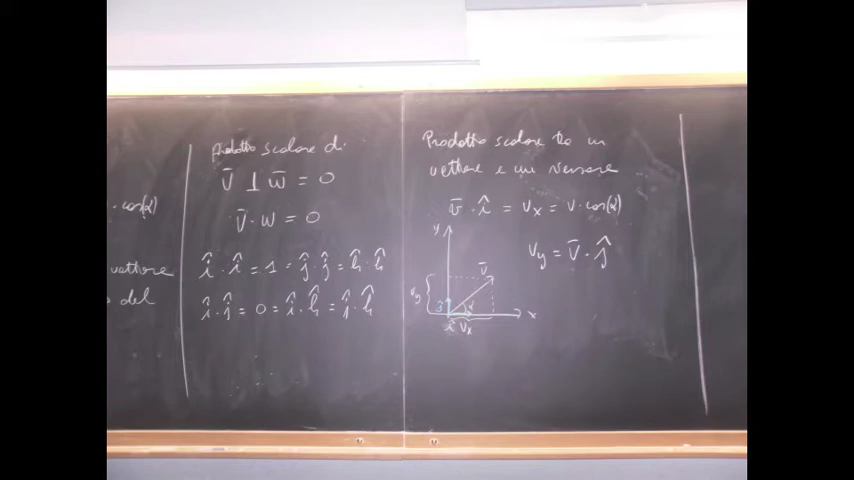 · cos(α)
vettore
del
Prodotto scalare di
v̄ ⊥ w̄ = 0
v̄ · w = 0
î · î = 1 = ĵ · ĵ = k̂ · k̂
î · ĵ = 0 = î · k̂ = ĵ · k̂
Prodotto scalare tra un
vettore e un versore
v̄ · î = vx = v · cos(α)
vy = v̄ · ĵ
y
v̄
vy
α
x
î vx